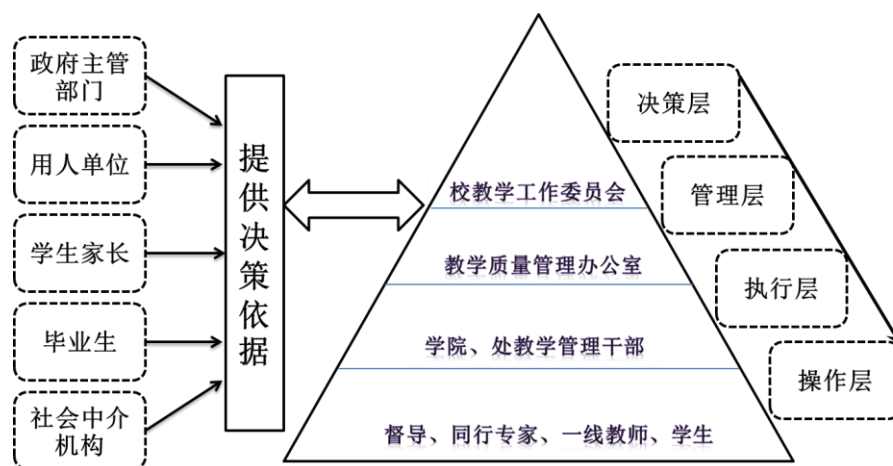 政府主管
部门
用人单位
学生家长
毕业生
社会中介
机构
提供决策依据
校教学工作委员会
教学质量管理办公室
学院、处教学管理干部
督导、同行专家、一线教师、学生
决策层
管理层
执行层
操作层